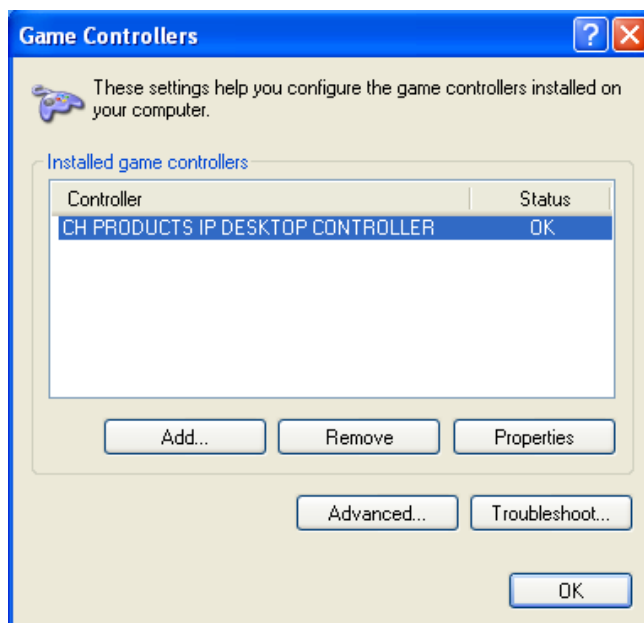 Game Controllers
These settings help you configure the game controllers installed on
your computer.
Installed game controllers
Controller Status
CH PRODUCTS IP DESKTOP CONTROLLER OK
Add... Remove Properties
Advanced... Troubleshoot...
OK